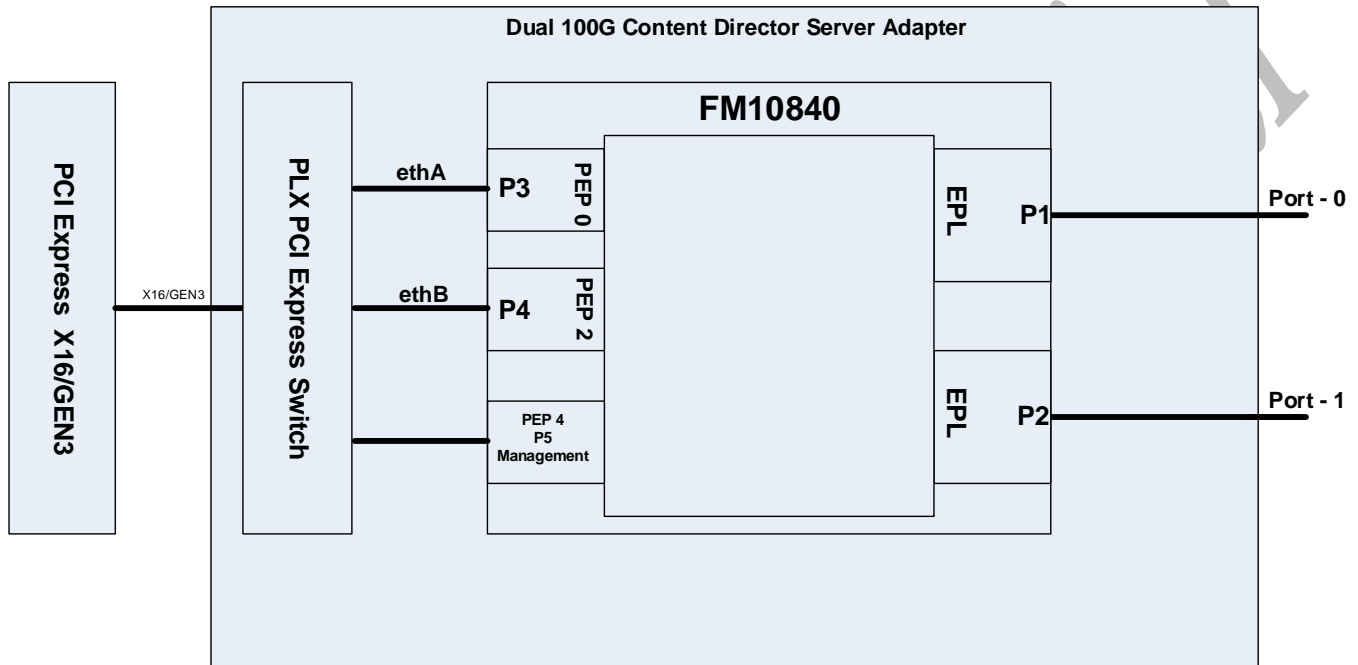 Dual 100G Content Director Server Adapter
PCI Express X16/GEN3
X16/GEN3
PLX PCI Express Switch
ethA
ethB
FM10840
P3
PEP 0
P4
PEP 2
PEP 4
P5
Management
EPL
P1
EPL
P2
Port - 0
Port - 1